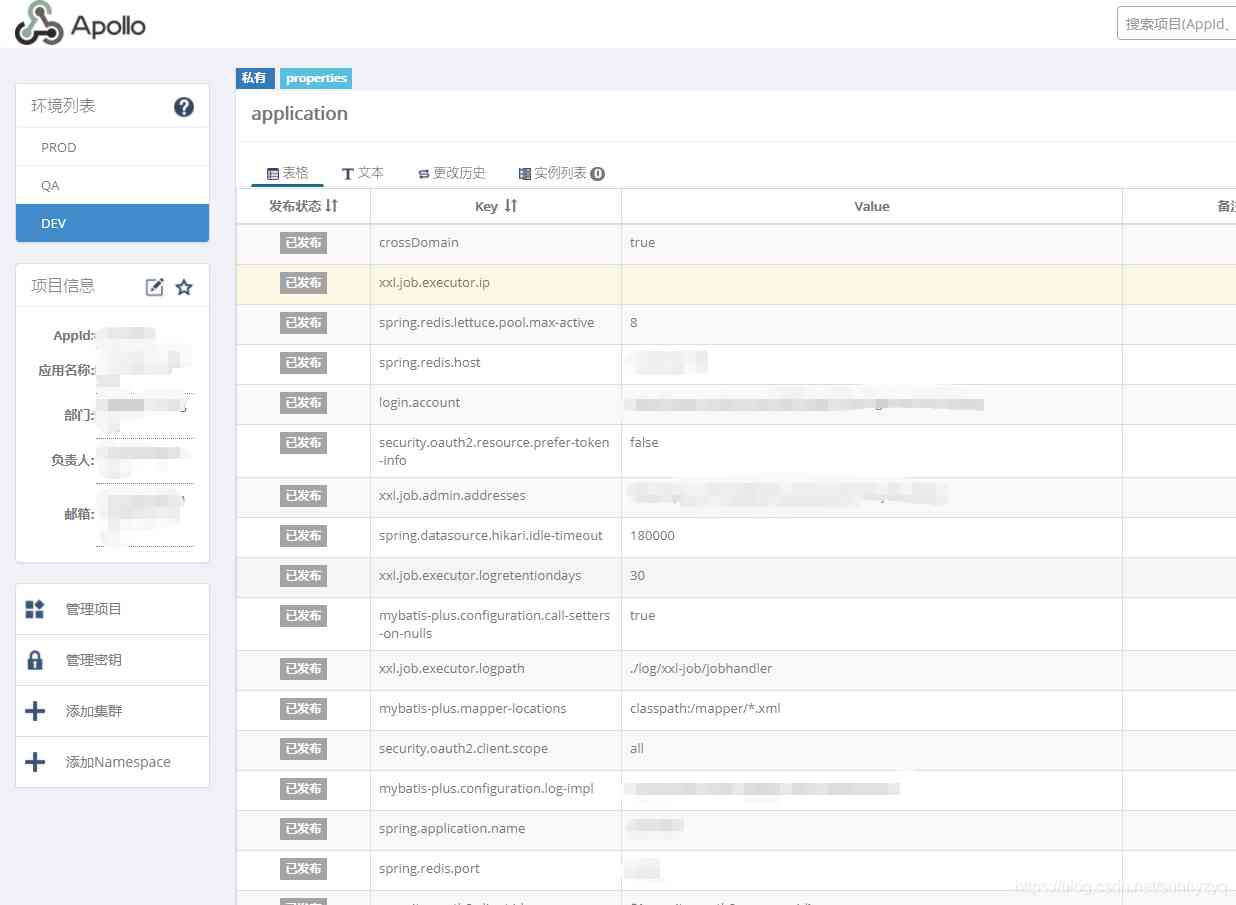 Apollo
搜索项目(AppId、
环境列表
PROD
QA
DEV
项目信息
AppId:
应用名称:
部门:
负责人:
邮箱:
管理项目
管理密钥
添加集群
添加Namespace
私有 properties
application
表格 文本 更改历史 实例列表 0
发布状态 Key Value 备注
已发布 crossDomain true
已发布 xxl.job.executor.ip
已发布 spring.redis.lettuce.pool.max-active 8
已发布 spring.redis.host
已发布 login.account
已发布 security.oauth2.resource.prefer-token false
-info
已发布 xxl.job.admin.addresses
已发布 spring.datasource.hikari.idle-timeout 180000
已发布 xxl.job.executor.logretentiondays 30
已发布 mybatis-plus.configuration.call-setters true
-on-nulls
已发布 xxl.job.executor.logpath ./log/xxl-job/jobhandler
已发布 mybatis-plus.mapper-locations classpath:/mapper/*.xml
已发布 security.oauth2.client.scope all
已发布 mybatis-plus.configuration.log-impl
已发布 spring.application.name
已发布 spring.redis.port
https://blog.csdn.net/sunnyzyq